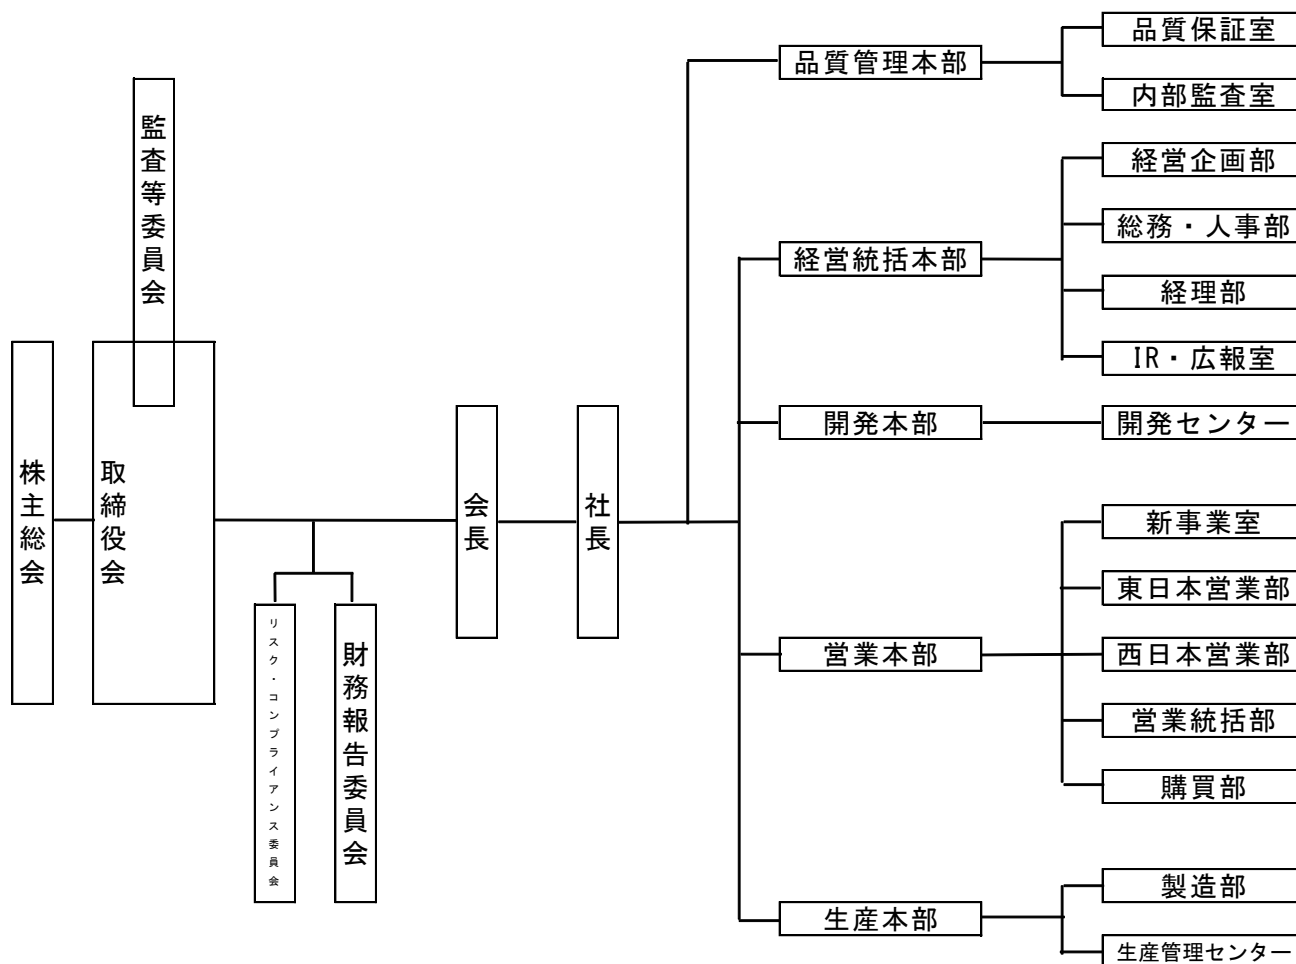 監査等委員会
株主総会
取締役会
リスク・コンプライアンス委員会
財務報告委員会
会長
社長
品質管理本部
品質保証室
内部監査室
経営統括本部
経営企画部
総務・人事部
経理部
IR・広報室
開発本部
開発センター
営業本部
新事業室
東日本営業部
西日本営業部
営業統括部
購買部
生産本部
製造部
生産管理センター